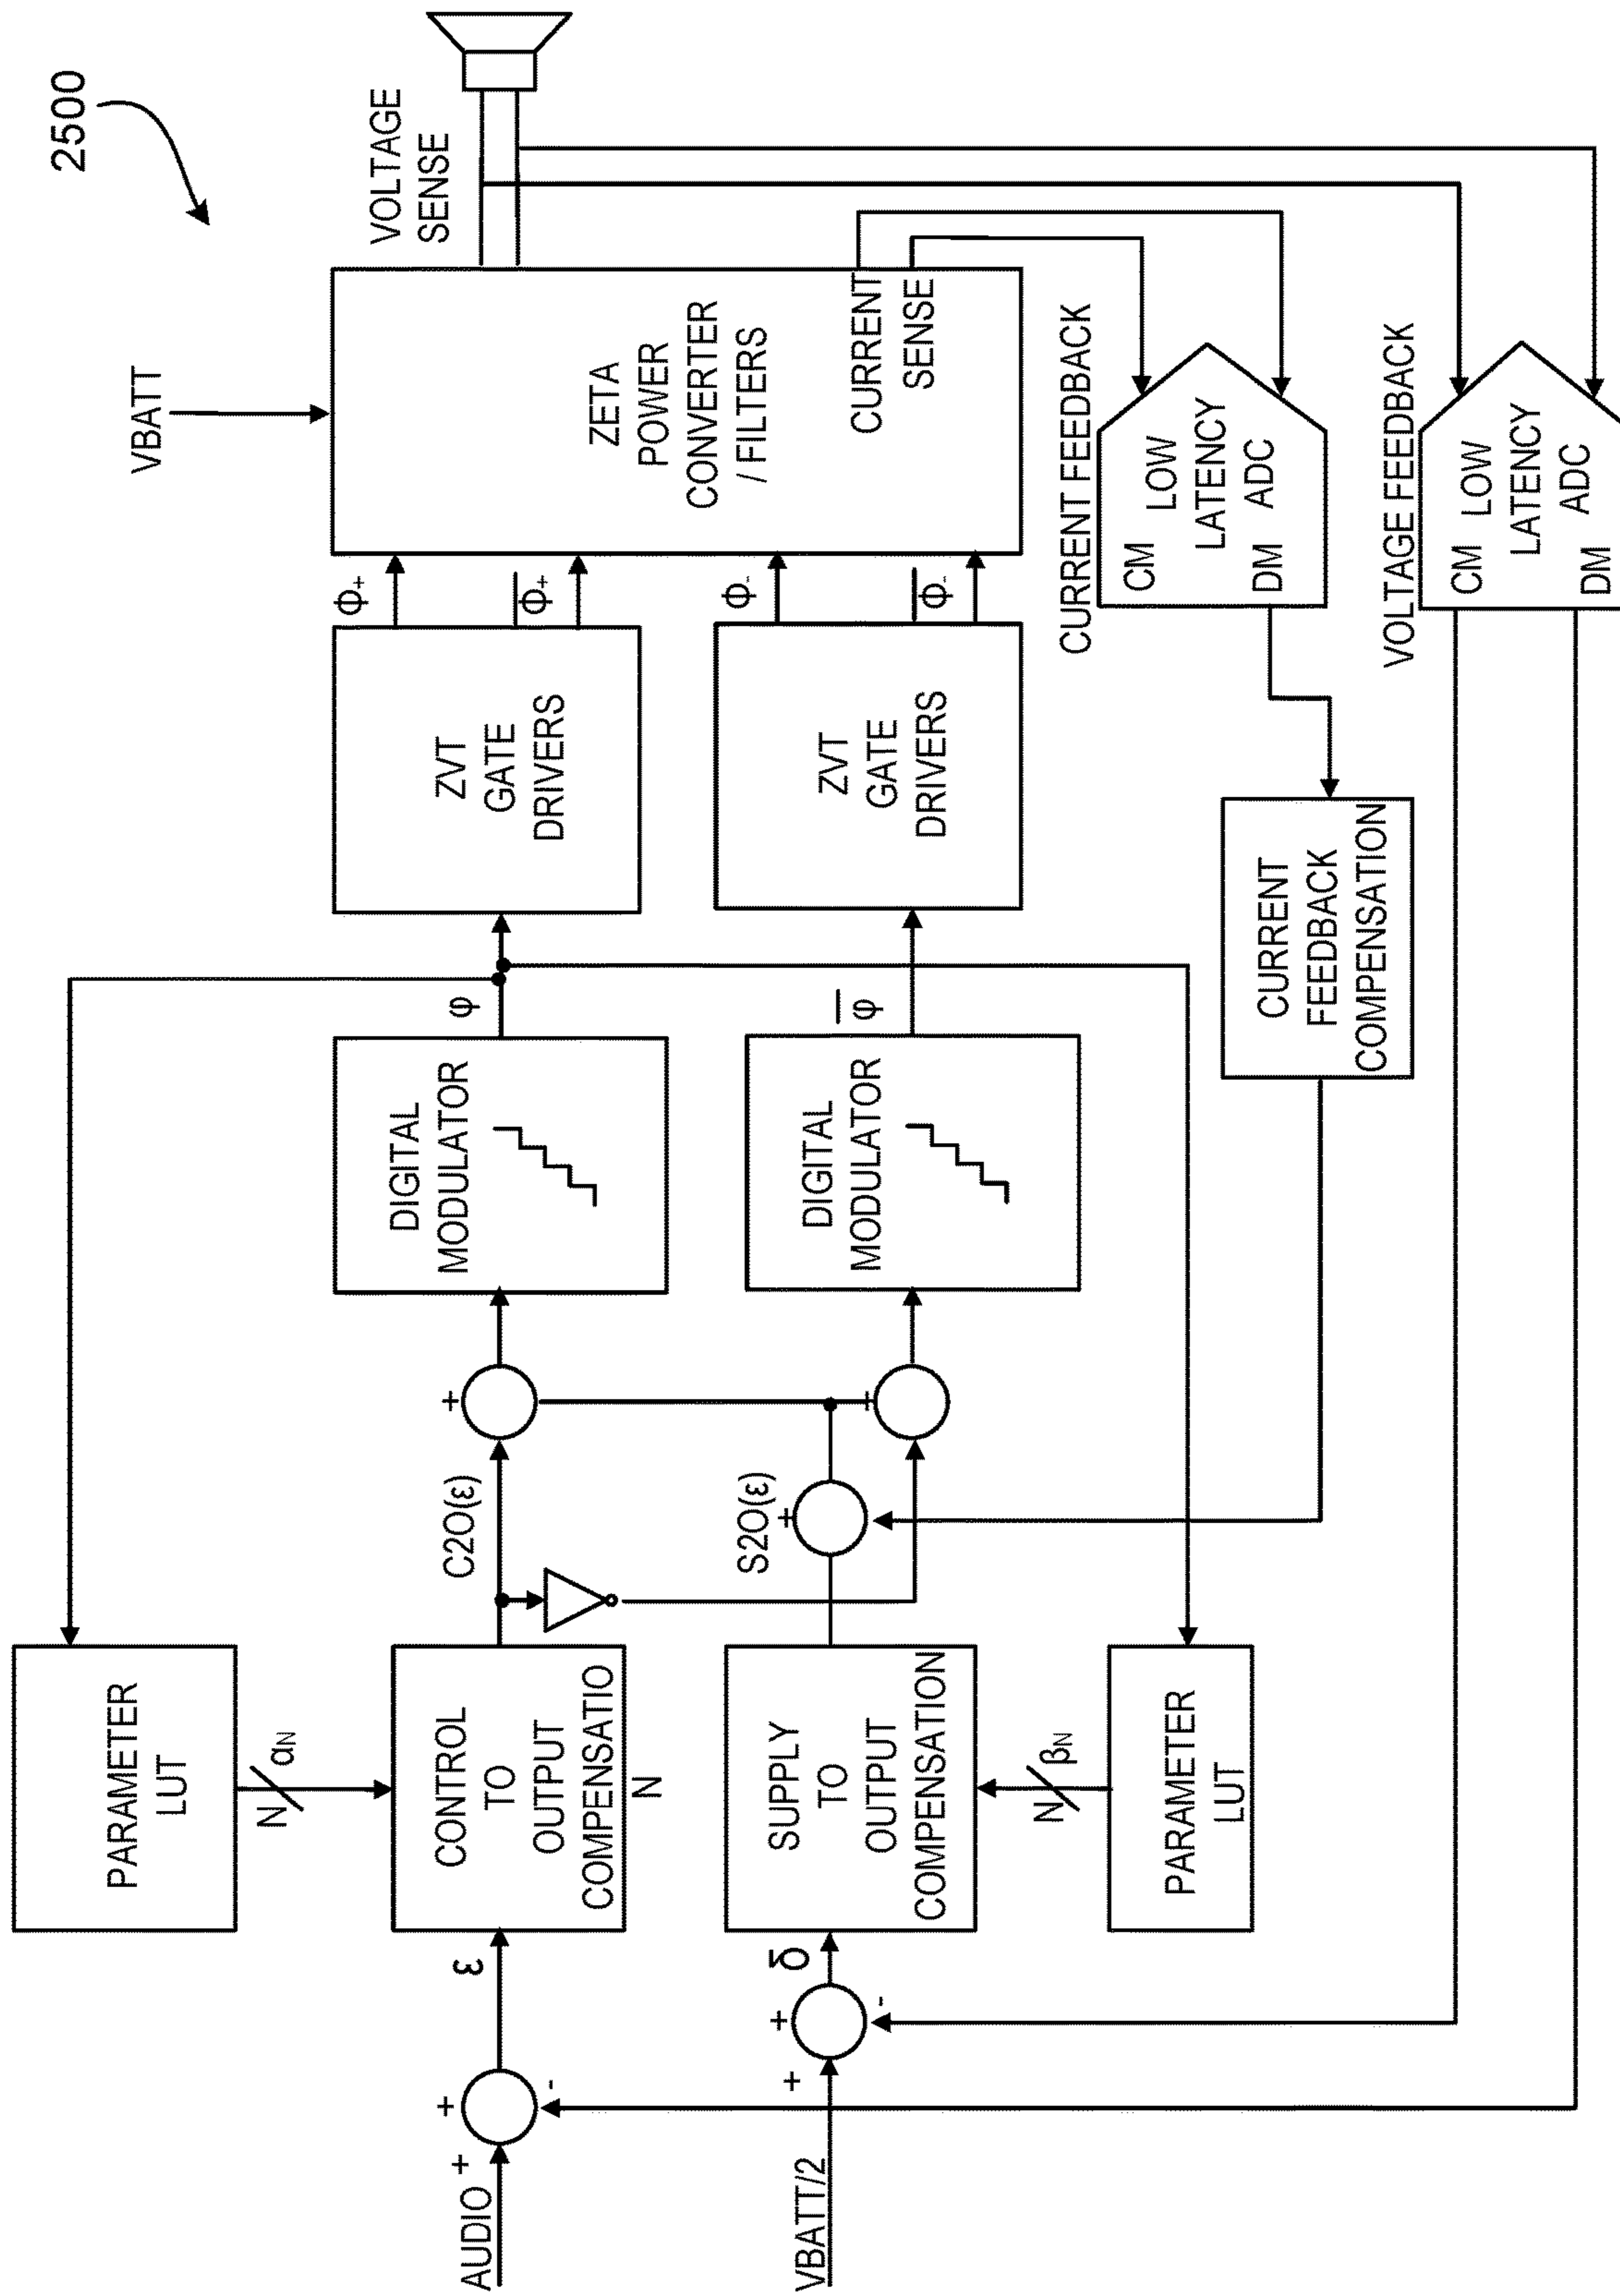 2500
PARAMETER
LUT
N
αN
AUDIO
+
+
-
ε
CONTROL
TO
OUTPUT
COMPENSATIO
N
C2O(ε)
+
DIGITAL
MODULATOR
φ
ZVT
GATE
DRIVERS
Φ+
Φ̅+
VBATT
ZETA
POWER
CONVERTER
/ FILTERS
VOLTAGE
SENSE
CURRENT
SENSE
VBATT/2
+
+
-
δ
SUPPLY
TO
OUTPUT
COMPENSATION
S2O(ε)
+
+
DIGITAL
MODULATOR
φ̅
ZVT
GATE
DRIVERS
Φ-
Φ̅-
N
βN
PARAMETER
LUT
CURRENT
FEEDBACK
COMPENSATION
CURRENT FEEDBACK
CM
LOW
LATENCY
ADC
DM
VOLTAGE FEEDBACK
CM
LOW
LATENCY
ADC
DM